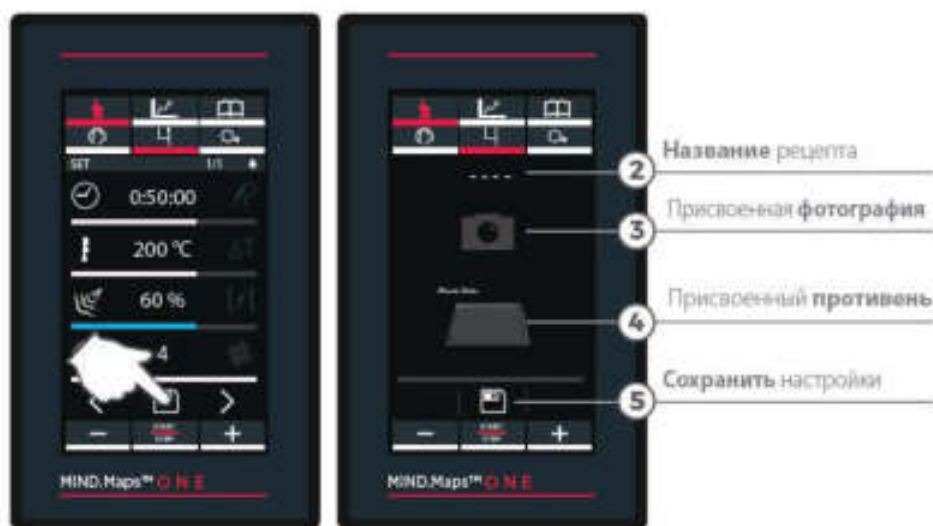 SET 1/1
0:50:00
200 °C
60 %
4
MIND.Maps™ ONE
- - - -
MIND.Maps™ ONE
2 Название рецепта
3 Присвоенная фотография
4 Присвоенный противень
5 Сохранить настройки